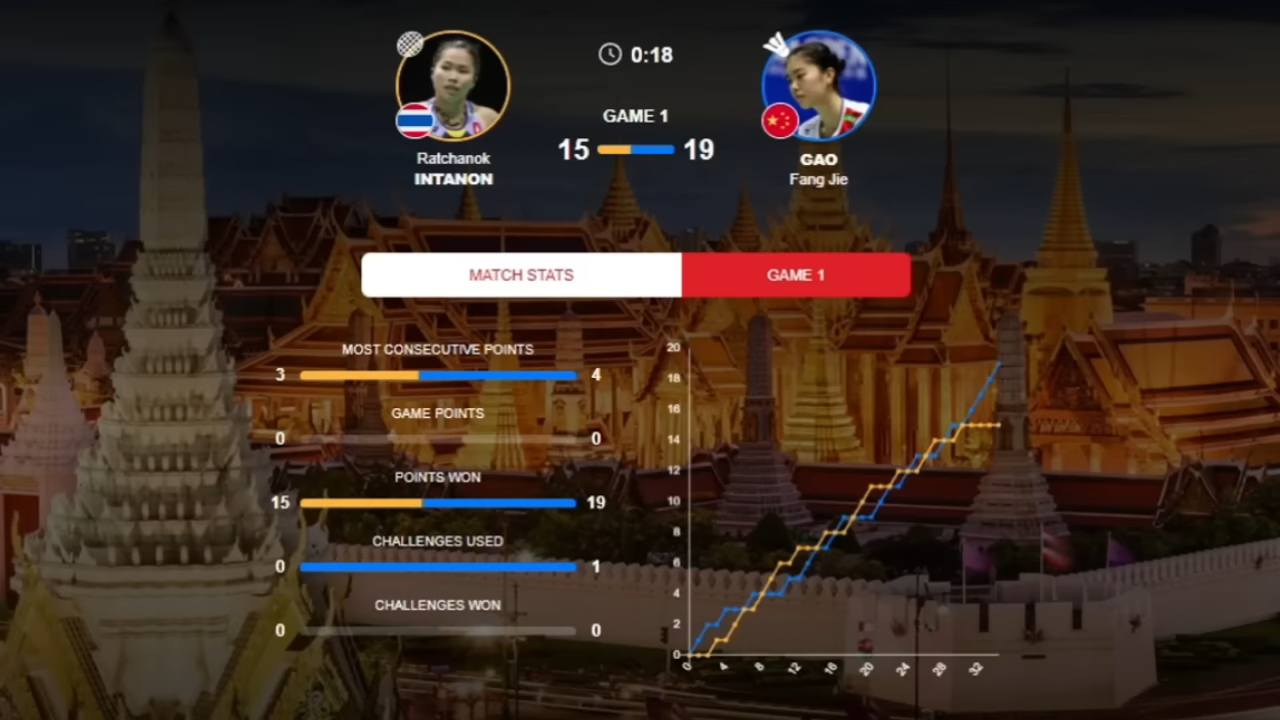 0:18
GAME 1
15 19
Ratchanok
INTANON
GAO
Fang Jie
MATCH STATS
GAME 1
MOST CONSECUTIVE POINTS
3 4
GAME POINTS
0 0
POINTS WON
15 19
CHALLENGES USED
0 1
CHALLENGES WON
0 0
20
18
16
14
12
10
8
6
4
2
0
0 4 8 12 16 20 24 28 32